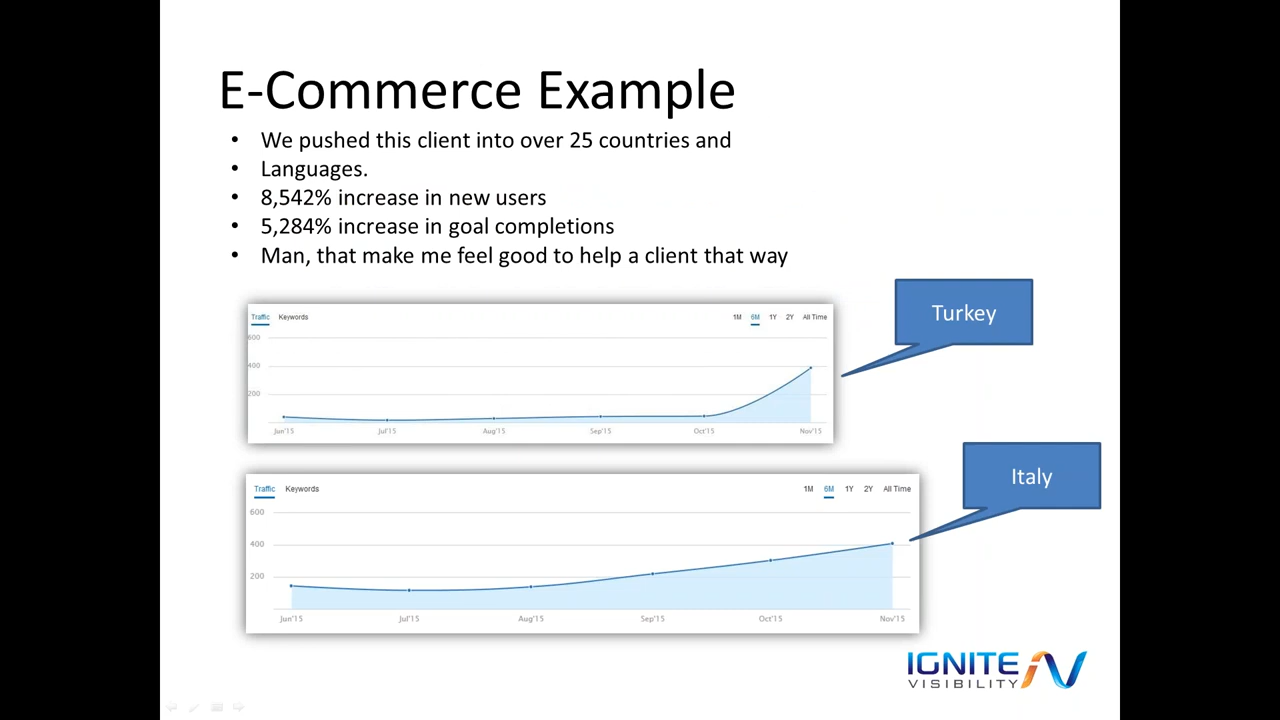 E-Commerce Example
• We pushed this client into over 25 countries and
• Languages.
• 8,542% increase in new users
• 5,284% increase in goal completions
• Man, that make me feel good to help a client that way
Turkey
Traffic Keywords 1M 6M 1Y 2Y All Time
600
400
200
Jun'15 Jul'15 Aug'15 Sep'15 Oct'15 Nov'15
Italy
Traffic Keywords 1M 6M 1Y 2Y All Time
600
400
200
Jun'15 Jul'15 Aug'15 Sep'15 Oct'15 Nov'15
IGNITE
VISIBILITY